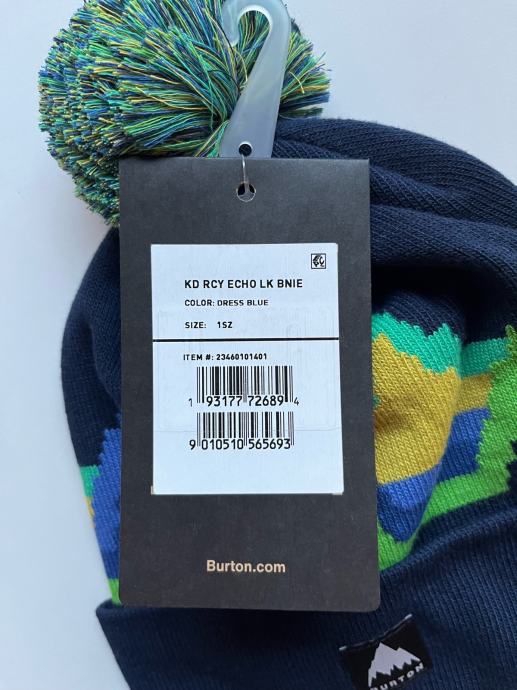 KD RCY ECHO LK BNIE
COLOR: DRESS BLUE
SIZE: 1SZ
ITEM #: 23460101401
1 93177 72689 4
9 010510 565693
Burton.com
BURTON